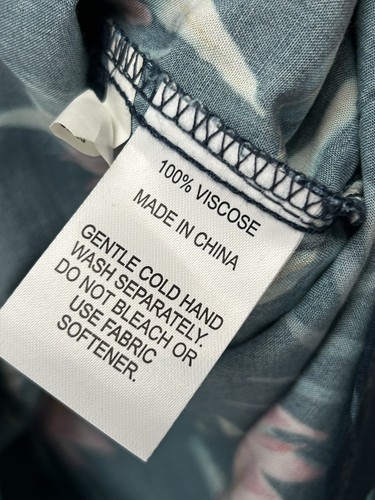 100% VISCOSE
MADE IN CHINA
GENTLE COLD HAND
WASH SEPARATELY.
DO NOT BLEACH OR
USE FABRIC
SOFTENER.